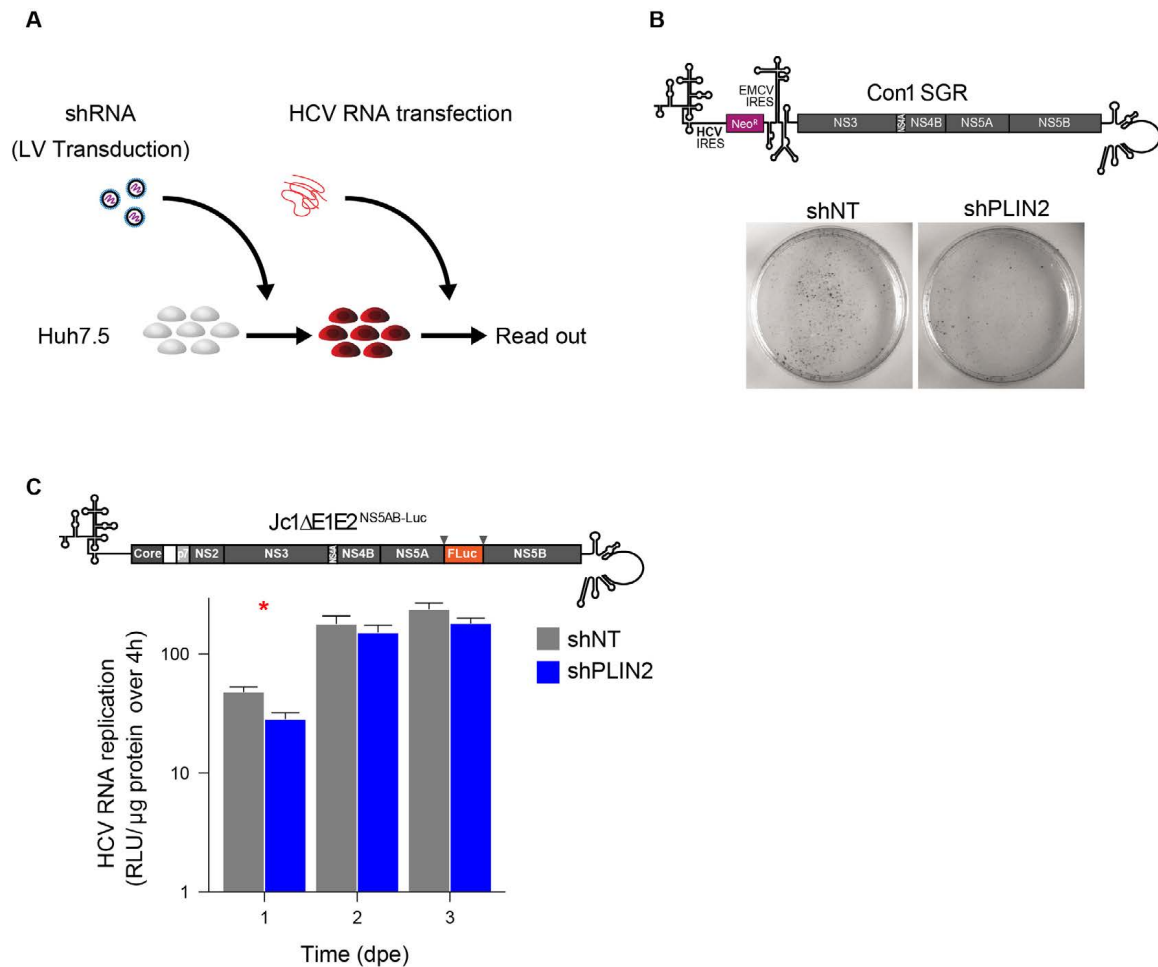 A
shRNA
(LV Transduction)
HCV RNA transfection
Huh7.5
Read out
B
EMCV
IRES
Con1 SGR
HCV
IRES
Neoᴿ
NS3
NS4A
NS4B
NS5A
NS5B
shNT
shPLIN2
C
Jc1ΔE1E2NS5AB-Luc
Core
p7
NS2
NS3
NS4A
NS4B
NS5A
FLuc
NS5B
*
HCV RNA replication
(RLU/ µg protein over 4h)
100
10
1
1 2 3
Time (dpe)
shNT
shPLIN2